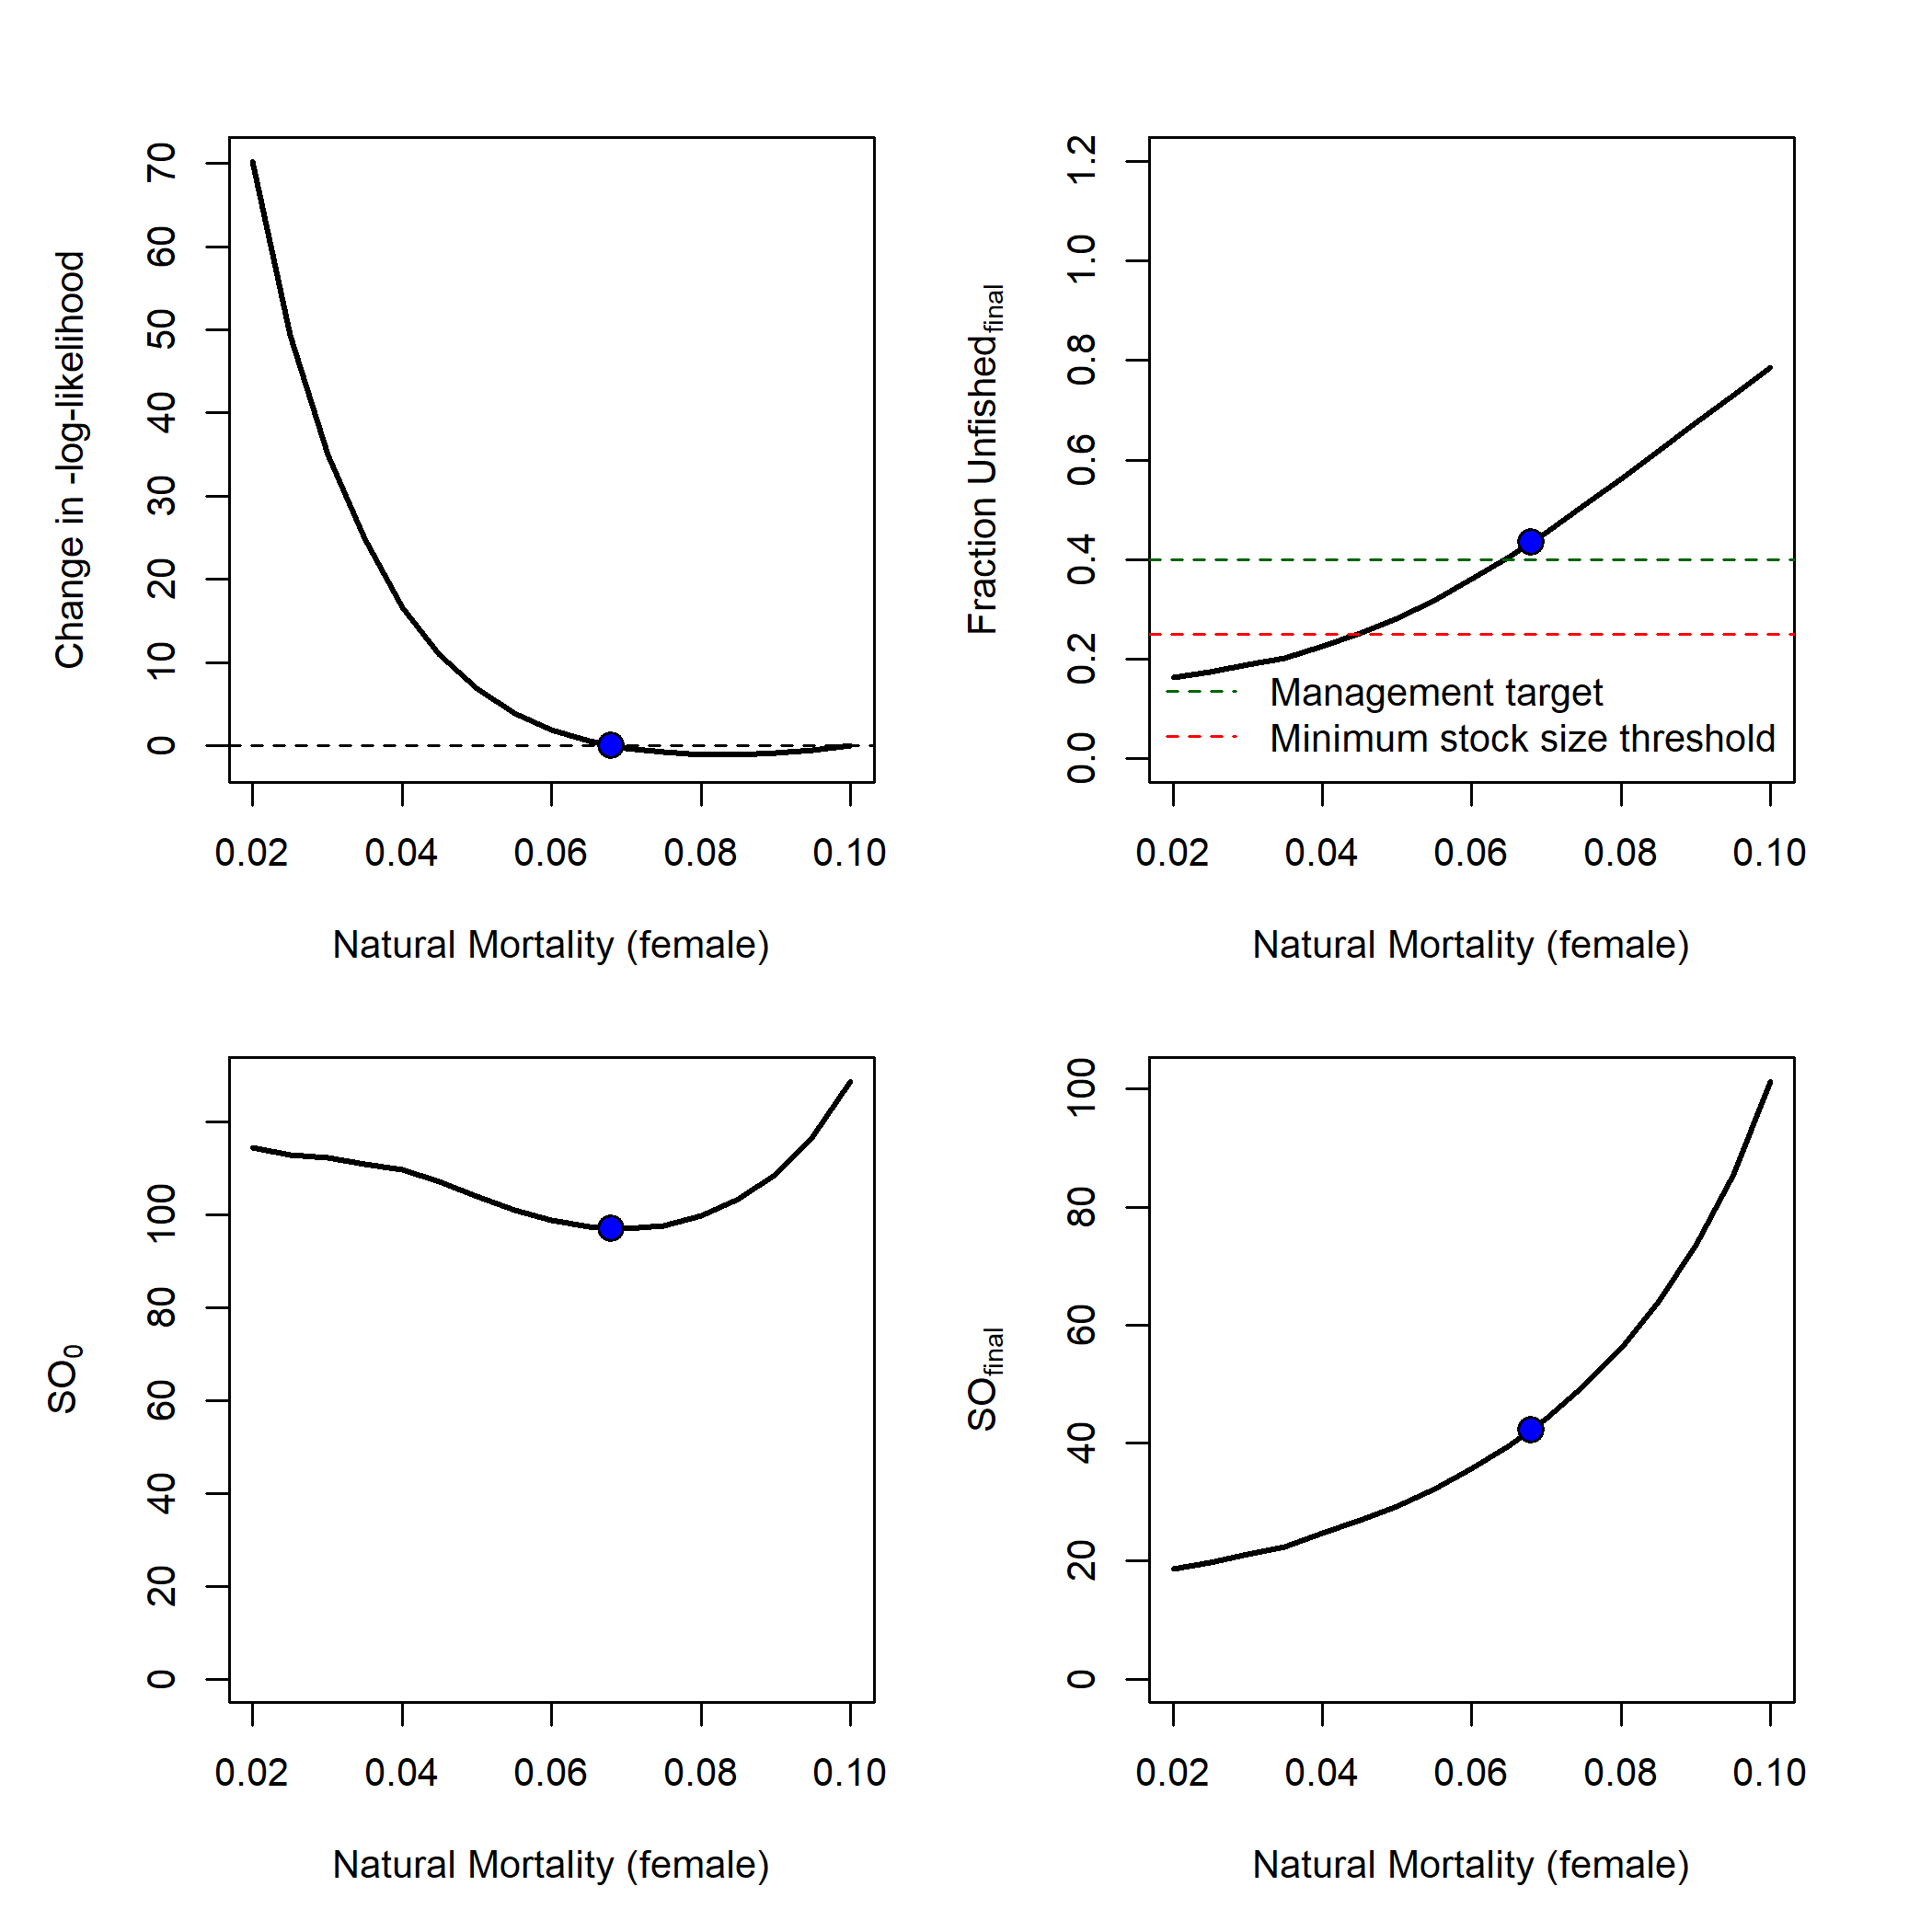 Change in -log-likelihood
70
60
50
40
30
20
10
0
0.02 0.04 0.06 0.08 0.10
Natural Mortality (female)
Fraction Unfished final
1.2
1.0
0.8
0.6
0.4
0.2
0.0
Management target
Minimum stock size threshold
0.02 0.04 0.06 0.08 0.10
Natural Mortality (female)
SO0
100
80
60
40
20
0
0.02 0.04 0.06 0.08 0.10
Natural Mortality (female)
SOfinal
100
80
60
40
20
0
0.02 0.04 0.06 0.08 0.10
Natural Mortality (female)